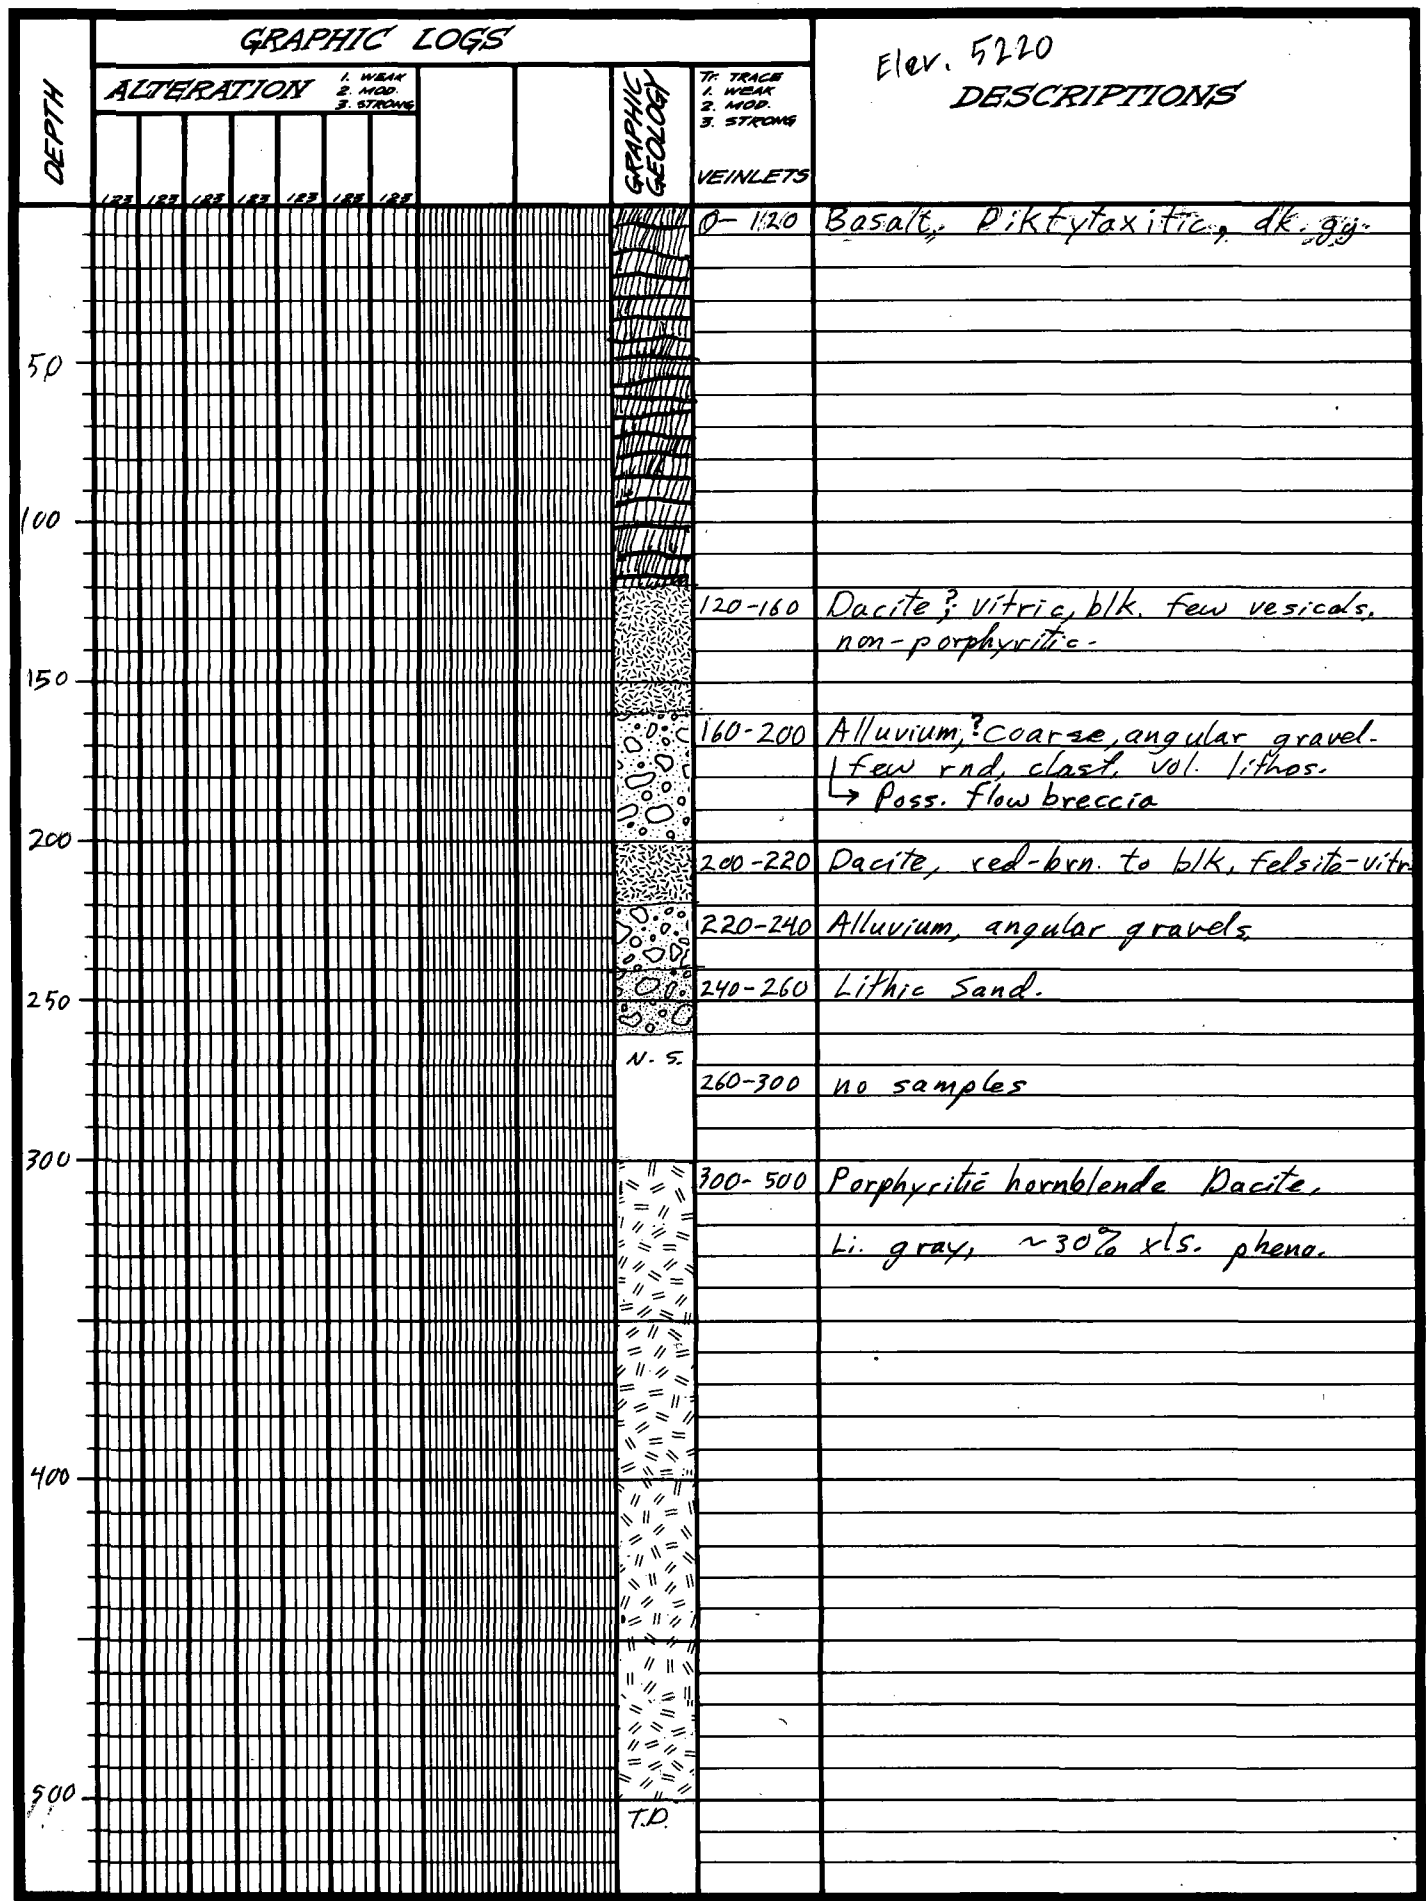 GRAPHIC LOGS
Elev. 5220
DESCRIPTIONS
DEPTH
ALTERATION
1. WEAK
2. MOD.
3. STRONG
GRAPHIC GEOLOGY
Tr. TRACE
1. WEAK
2. MOD.
3. STRONG
VEINLETS
123 123 123 123 123 123 123
0-120 Basalt, Diktytaxitic, dk. gy.
50
100
120-160 Dacite?; vitric, blk. few vesicals,
non-porphyritic.
150
160-200 Alluvium,? coarse, angular gravel-
few rnd, clast, vol. lithos.
→ Poss. flow breccia
200
200-220 Dacite, red-brn. to blk, felsite-vitr
220-240 Alluvium, angular gravels,
240-260 Lithic Sand.
250
N.S.
260-300 no samples
300
300-500 Porphyritic hornblende Dacite,
Li. gray, ~30% xls. pheno.
400
500
T.D.